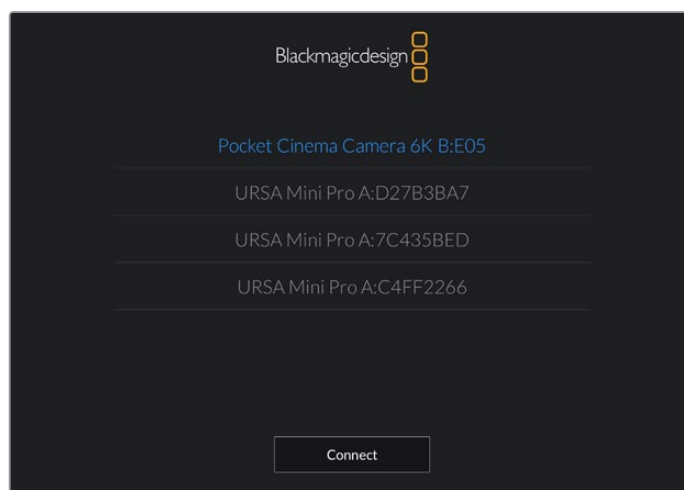 Blackmagicdesign
Pocket Cinema Camera 6K B:E05
URSA Mini Pro A:D27B3BA7
URSA Mini Pro A:7C435BED
URSA Mini Pro A:C4FF2266
Connect